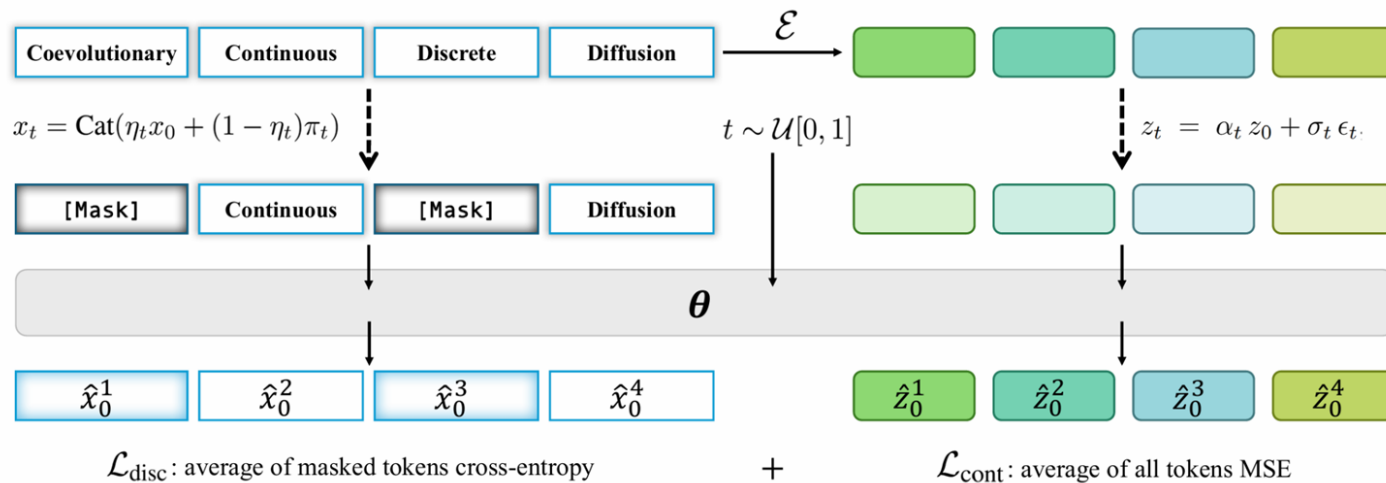 Coevolutionary Continuous Discrete Diffusion ℰ
x_t = Cat(η_t x_0 + (1 − η_t)π_t) t ∼ 𝒰[0, 1] z_t = α_t z_0 + σ_t ϵ_t.
[Mask] Continuous [Mask] Diffusion
θ
x̂_0^1 x̂_0^2 x̂_0^3 x̂_0^4 ẑ_0^1 ẑ_0^2 ẑ_0^3 ẑ_0^4
ℒ_disc : average of masked tokens cross-entropy + ℒ_cont : average of all tokens MSE